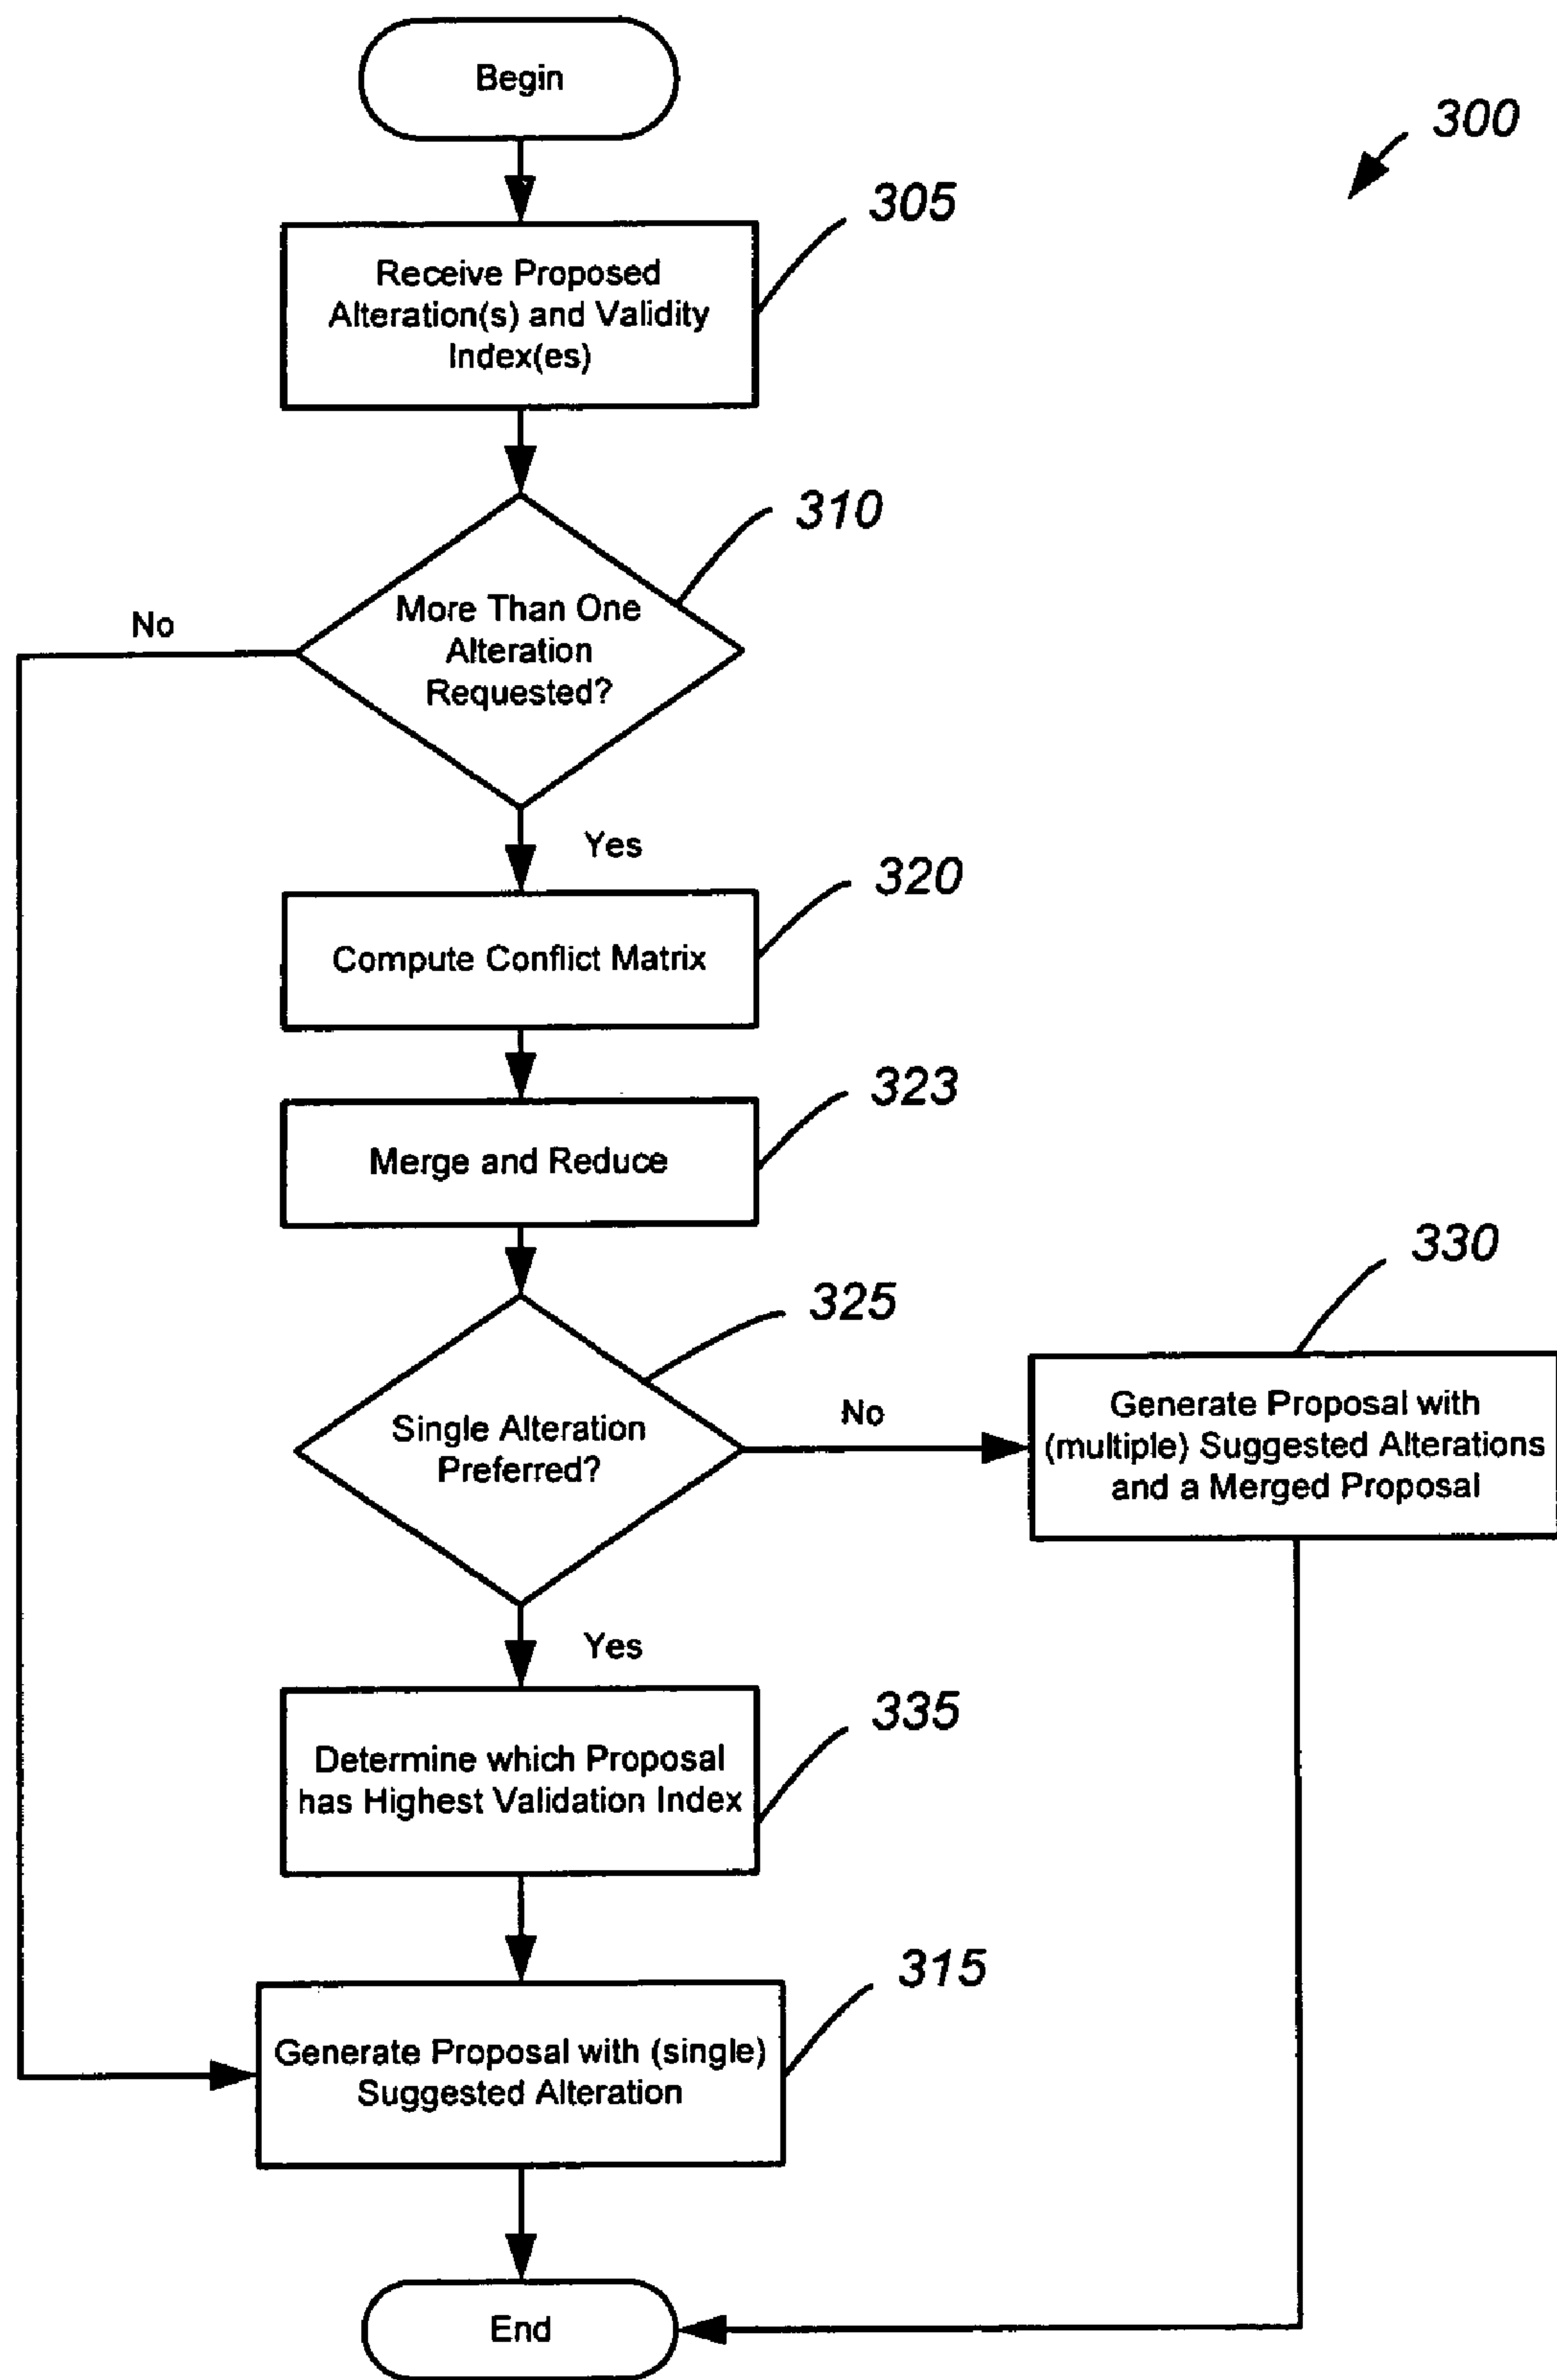 Begin
300
305
Receive Proposed
Alteration(s) and Validity
Index(es)
310
More Than One
Alteration
Requested?
No
Yes
320
Compute Conflict Matrix
323
Merge and Reduce
325
Single Alteration
Preferred?
No
330
Generate Proposal with
(multiple) Suggested Alterations
and a Merged Proposal
Yes
335
Determine which Proposal
has Highest Validation Index
315
Generate Proposal with (single)
Suggested Alteration
End